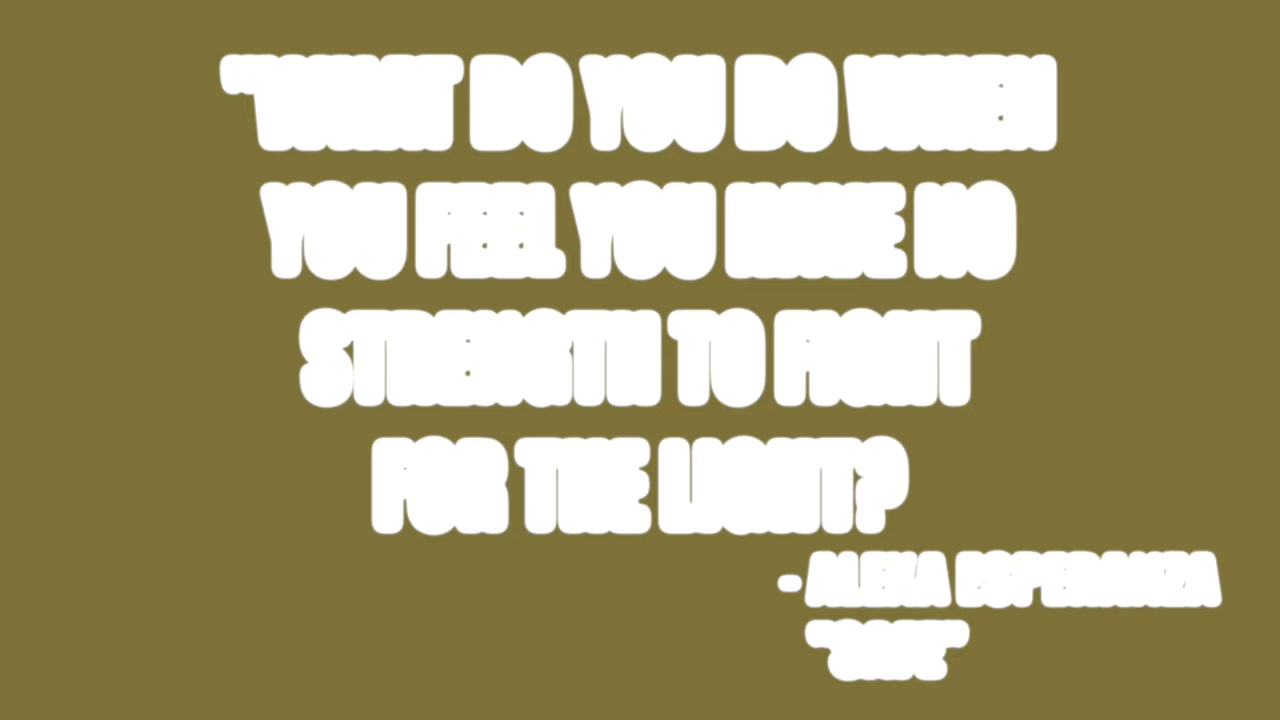 "WHAT DO YOU DO WHEN
YOU FEEL YOU HAVE NO
STRENGTH TO FIGHT
FOR THE LIGHT?
- ALEXA ESPERANZA